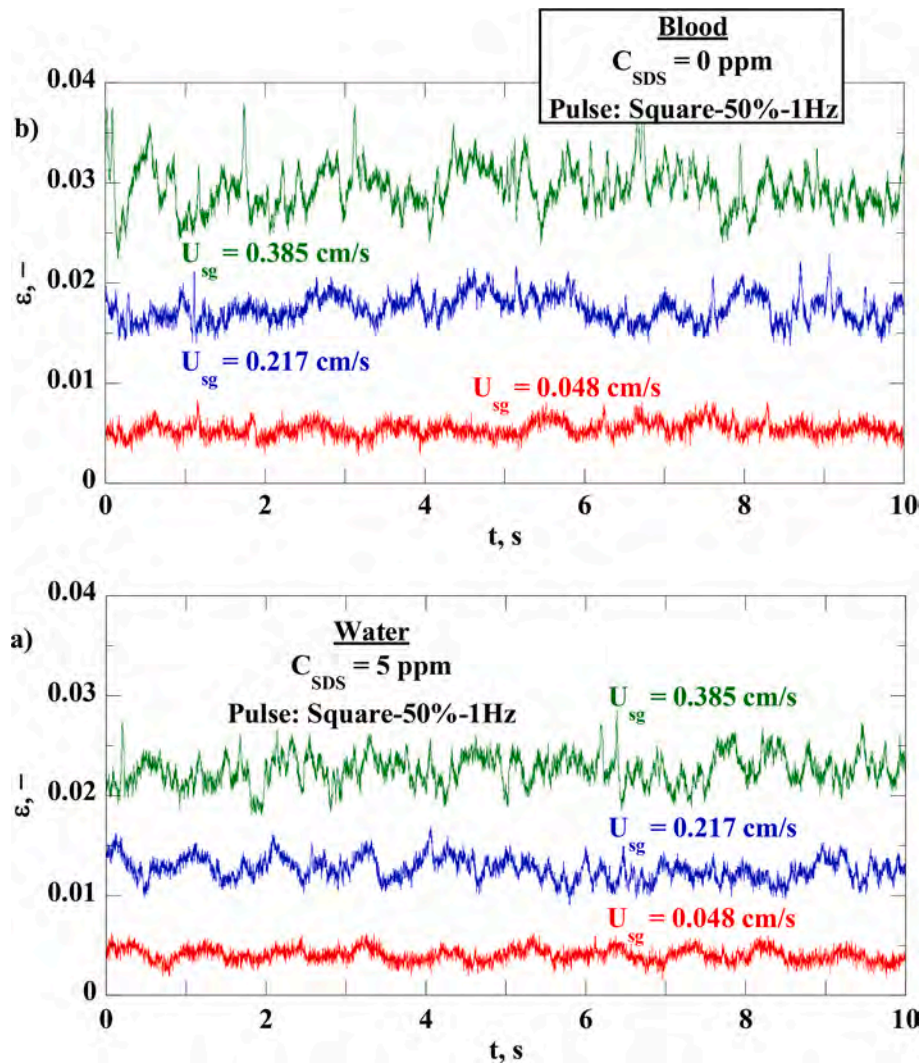 Blood
C_SDS = 0 ppm
Pulse: Square-50%-1Hz
b)
0.04
0.03
0.02
0.01
0
ε, –
U_sg = 0.385 cm/s
U_sg = 0.217 cm/s
U_sg = 0.048 cm/s
0 2 4 6 8 10
t, s
a)
0.04
0.03
0.02
0.01
0
ε, –
Water
C_SDS = 5 ppm
Pulse: Square-50%-1Hz
U_sg = 0.385 cm/s
U_sg = 0.217 cm/s
U_sg = 0.048 cm/s
0 2 4 6 8 10
t, s